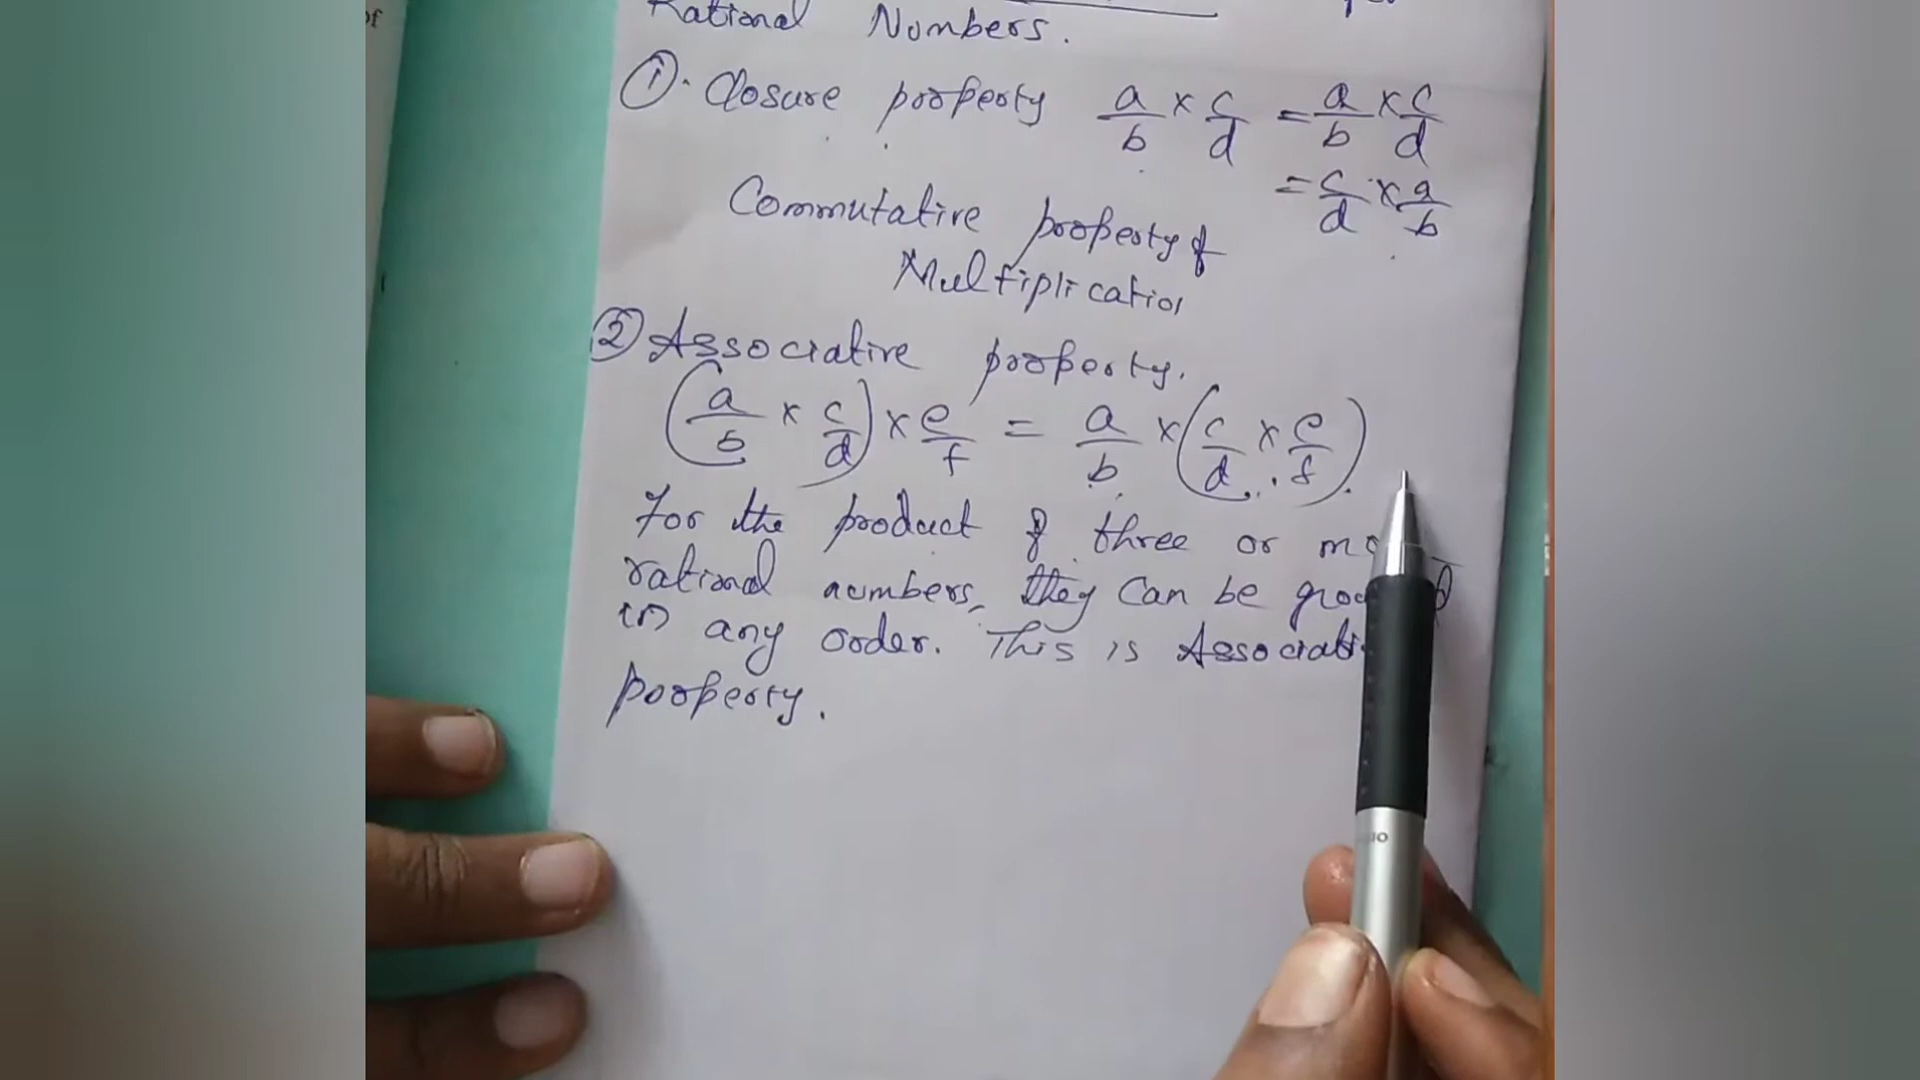 of
Rational Numbers.
① Closure property a/b × c/d = a/b × c/d
= c/d × a/b
Commutative property of
Multiplication
② Associative property.
(a/b × c/d) × e/f = a/b × (c/d × e/f).
For the product of three or
rational numbers, they can be
in any order. This is
property.